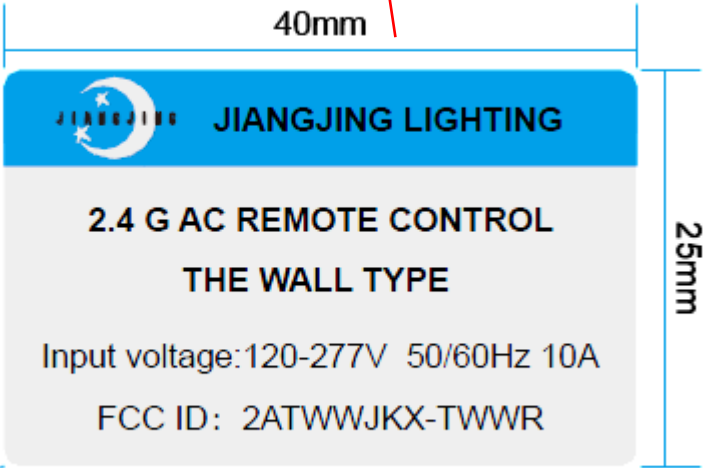 40mm
JIANGJING
JIANGJING LIGHTING
2.4 G AC REMOTE CONTROL
THE WALL TYPE
25mm
Input voltage:120-277V 50/60Hz 10A
FCC ID：2ATWWJKX-TWWR